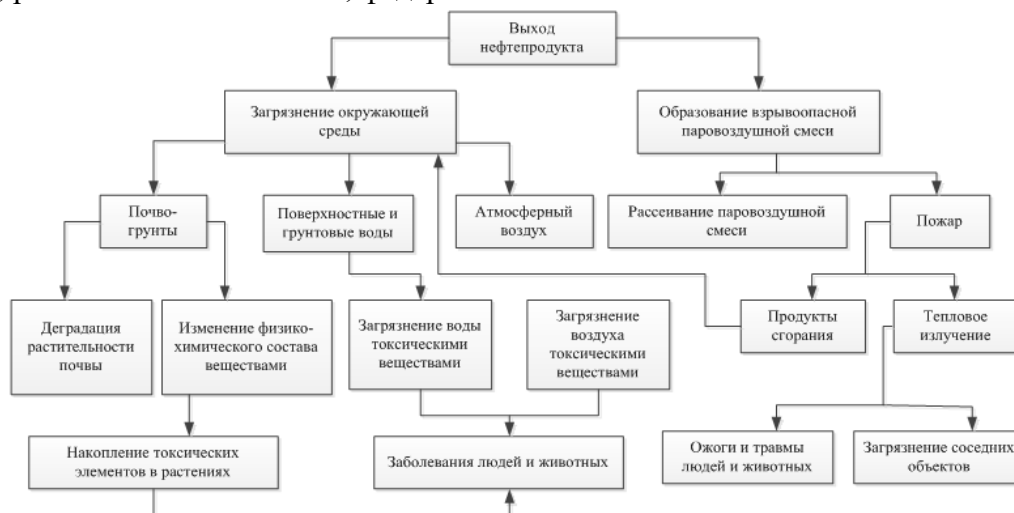 Выход
нефтепродукта
Загрязнение окружающей
среды
Образование взрывоопасной
паровоздушной смеси
Почво-
грунты
Поверхностные и
грунтовые воды
Атмосферный
воздух
Рассеивание паровоздушной
смеси
Пожар
Деградация
растительности
почвы
Изменение физико-
химического состава
веществами
Загрязнение воды
токсическими
веществами
Загрязнение
воздуха
токсическими
веществами
Продукты
сгорания
Тепловое
излучение
Накопление токсических
элементов в растениях
Заболевания людей и животных
Ожоги и травмы
людей и животных
Загрязнение соседних
объектов